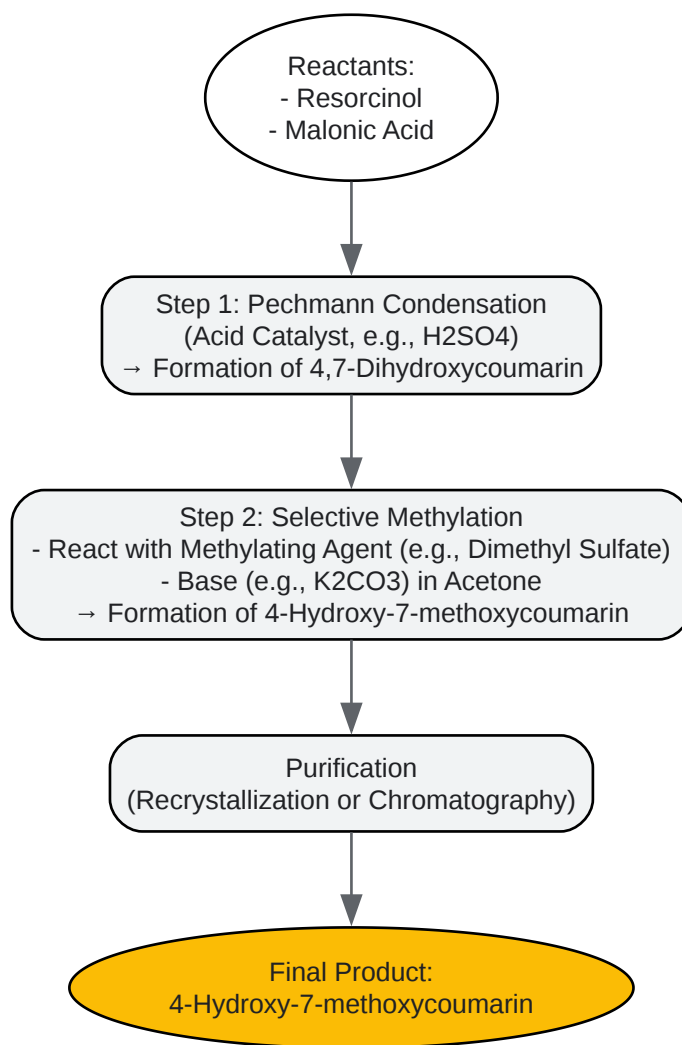 Reactants:
- Resorcinol
- Malonic Acid
Step 1: Pechmann Condensation
(Acid Catalyst, e.g., H2SO4)
→ Formation of 4,7-Dihydroxycoumarin
Step 2: Selective Methylation
- React with Methylating Agent (e.g., Dimethyl Sulfate)
- Base (e.g., K2CO3) in Acetone
→ Formation of 4-Hydroxy-7-methoxycoumarin
Purification
(Recrystallization or Chromatography)
Final Product:
4-Hydroxy-7-methoxycoumarin